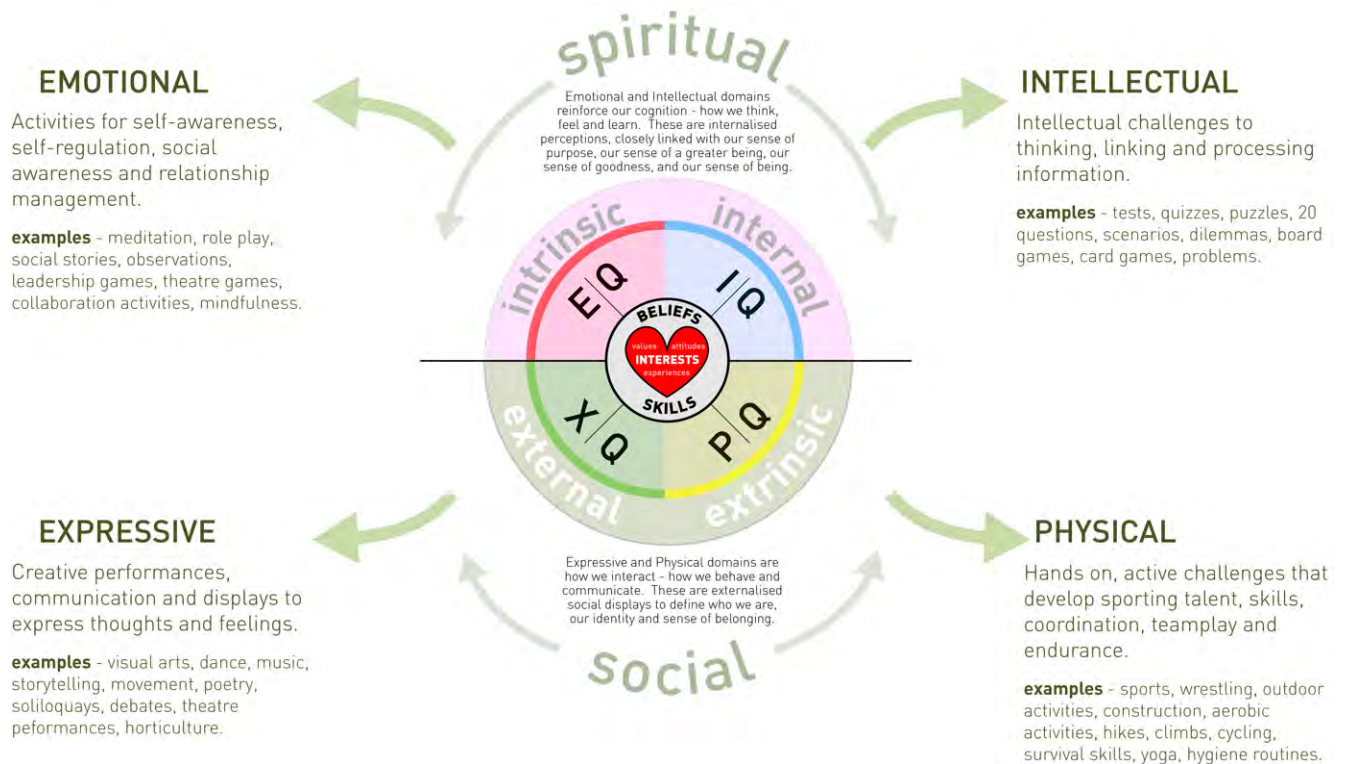 spiritual
Emotional and Intellectual domains
reinforce our cognition - how we think,
feel and learn. These are internalised
perceptions, closely linked with our sense of
purpose, our sense of a greater being, our
sense of goodness, and our sense of being.
EMOTIONAL
Activities for self-awareness,
self-regulation, social
awareness and relationship
management.
examples - meditation, role play,
social stories, observations,
leadership games, theatre games,
collaboration activities, mindfulness.
INTELLECTUAL
Intellectual challenges to
thinking, linking and processing
information.
examples - tests, quizzes, puzzles, 20
questions, scenarios, dilemmas, board
games, card games, problems.
intrinsic
internal
EQ
IQ
BELIEFS
values attitudes
INTERESTS
experiences
SKILLS
XQ
PQ
external
extrinsic
EXPRESSIVE
Creative performances,
communication and displays to
express thoughts and feelings.
examples - visual arts, dance, music,
storytelling, movement, poetry,
soliloquays, debates, theatre
peformances, horticulture.
Expressive and Physical domains are
how we interact - how we behave and
communicate. These are externalised
social displays to define who we are,
our identity and sense of belonging.
social
PHYSICAL
Hands on, active challenges that
develop sporting talent, skills,
coordination, teamplay and
endurance.
examples - sports, wrestling, outdoor
activities, construction, aerobic
activities, hikes, climbs, cycling,
survival skills, yoga, hygiene routines.